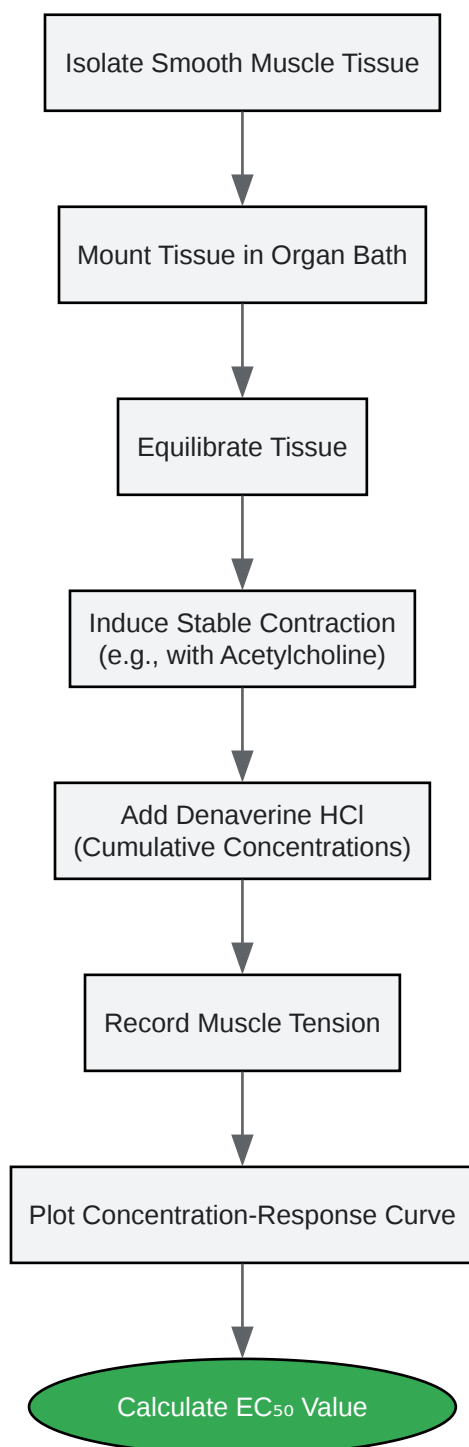 Isolate Smooth Muscle Tissue
Mount Tissue in Organ Bath
Equilibrate Tissue
Induce Stable Contraction
(e.g., with Acetylcholine)
Add Denaverine HCl
(Cumulative Concentrations)
Record Muscle Tension
Plot Concentration-Response Curve
Calculate EC₅₀ Value